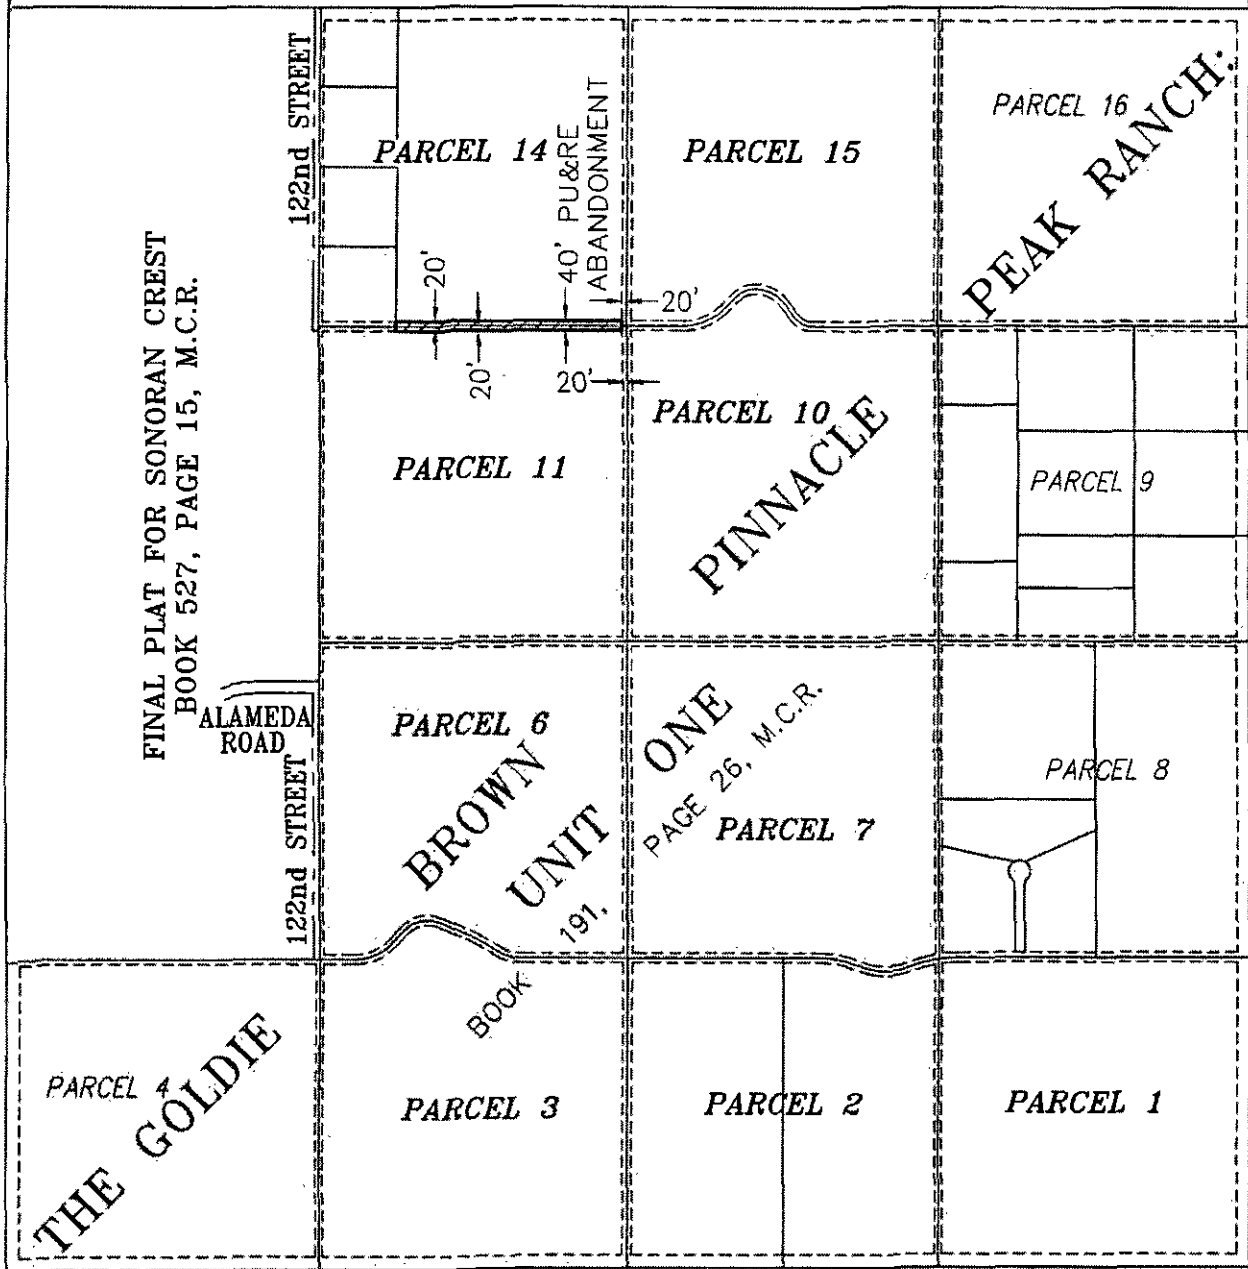 122nd STREET
PARCEL 14
40' PU&RE
ABANDONMENT
PARCEL 15
PARCEL 16
PEAK RANCH:
20'
20'
20'
20'
FINAL PLAT FOR SONORAN CREST
BOOK 527, PAGE 15, M.C.R.
PARCEL 11
PARCEL 10
PINNACLE
PARCEL 9
ALAMEDA
ROAD
122nd STREET
PARCEL 6
BROWN
UNIT
ONE
BOOK 191, PAGE 26, M.C.R.
PARCEL 7
PARCEL 8
PARCEL 4
THE GOLDIE
PARCEL 3
PARCEL 2
PARCEL 1